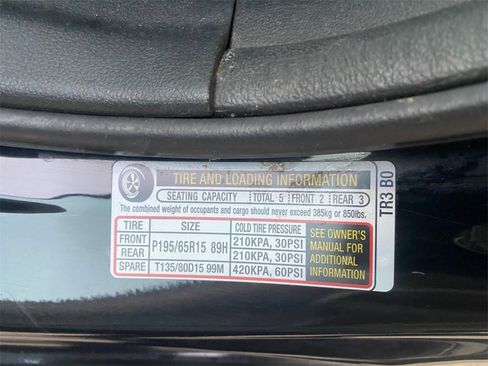 TIRE AND LOADING INFORMATION
SEATING CAPACITY TOTAL 5 FRONT 2 REAR 3
The combined weight of occupants and cargo should never exceed 385kg or 850lbs.
TIRE SIZE COLD TIRE PRESSURE
FRONT P195/65R15 89H 210KPA, 30PSI
REAR 210KPA, 30PSI
SPARE T135/80D15 99M 420KPA, 60PSI
SEE OWNER'S
MANUAL FOR
ADDITIONAL
INFORMATION
TR3 B0